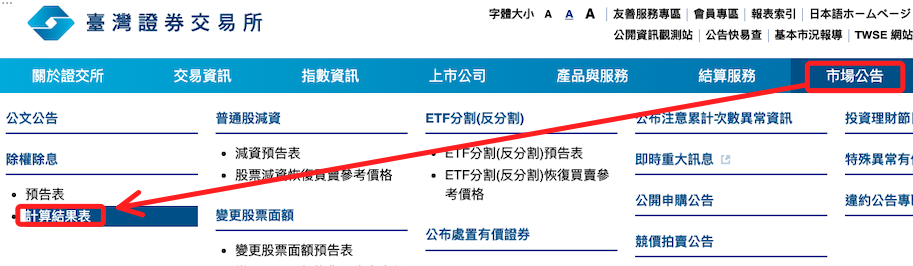 臺灣證券交易所
字體大小 A A A 友善服務專區 會員專區 報表索引 日本語ホームページ
公開資訊觀測站 公告快易查 基本市況報導 TWSE 網站
關於證交所 交易資訊 指數資訊 上市公司 產品與服務 結算服務 市場公告
公文公告
除權除息
預告表
計算結果表
普通股減資
減資預告表
股票減資恢復買賣參考價格
變更股票面額
變更股票面額預告表
ETF分割(反分割)
ETF分割(反分割)預告表
ETF分割(反分割)恢復買賣參
考價格
公布處置有價證券
公布注意累計次數異常資訊
即時重大訊息
公開申購公告
競價拍賣公告
投資理財節
特殊異常有
違約公告專